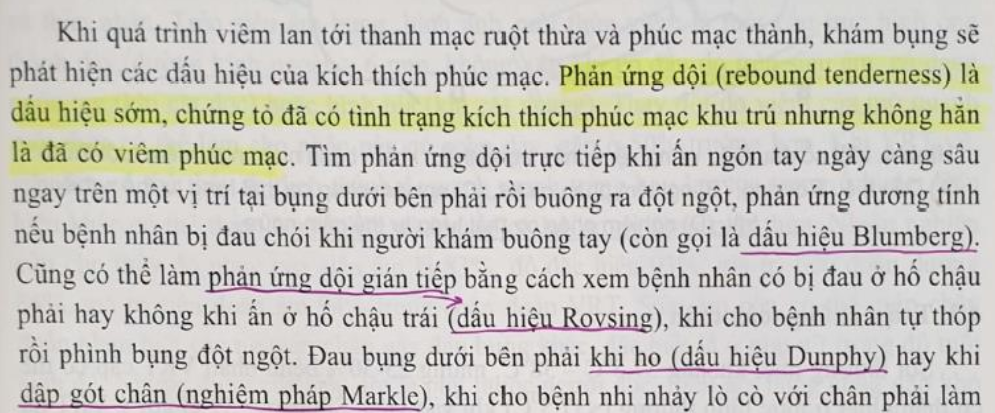 Khi quá trình viêm lan tới thanh mạc ruột thừa và phúc mạc thành, khám bụng sẽ
phát hiện các dấu hiệu của kích thích phúc mạc. Phản ứng dội (rebound tenderness) là
dấu hiệu sớm, chứng tỏ đã có tình trạng kích thích phúc mạc khu trú nhưng không hẳn
là đã có viêm phúc mạc. Tìm phản ứng dội trực tiếp khi ấn ngón tay ngày càng sâu
ngay trên một vị trí tại bụng dưới bên phải rồi buông ra đột ngột, phản ứng dương tính
nếu bệnh nhân bị đau chói khi người khám buông tay (còn gọi là dấu hiệu Blumberg).
Cũng có thể làm phản ứng dội gián tiếp bằng cách xem bệnh nhân có bị đau ở hố chậu
phải hay không khi ấn ở hố chậu trái (dấu hiệu Rovsing), khi cho bệnh nhân tự thóp
rồi phình bụng đột ngột. Đau bụng dưới bên phải khi ho (dấu hiệu Dunphy) hay khi
dập gót chân (nghiệm pháp Markle), khi cho bệnh nhi nhảy lò cò với chân phải làm